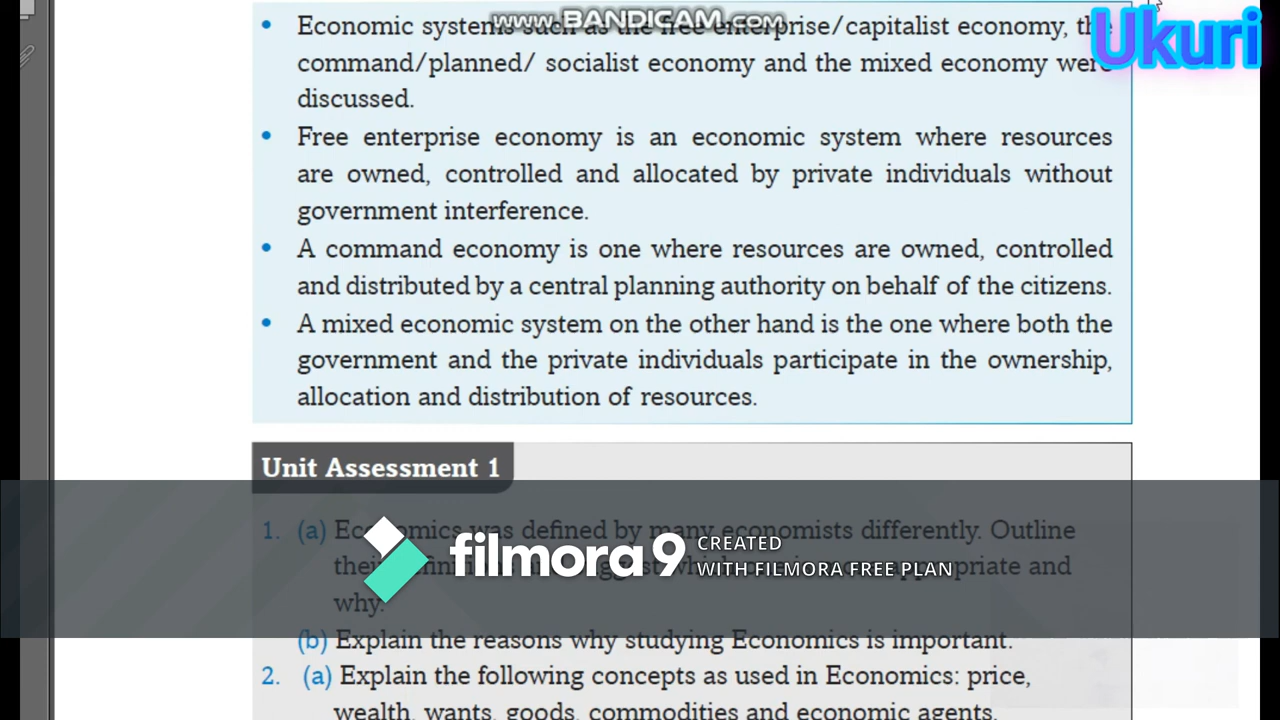 www.BANDICAM.com
Ukuri
• Economic systems such as the free enterprise/capitalist economy, the
command/planned/ socialist economy and the mixed economy were
discussed.
• Free enterprise economy is an economic system where resources
are owned, controlled and allocated by private individuals without
government interference.
• A command economy is one where resources are owned, controlled
and distributed by a central planning authority on behalf of the citizens.
• A mixed economic system on the other hand is the one where both the
government and the private individuals participate in the ownership,
allocation and distribution of resources.
Unit Assessment 1
1. (a) Economics was defined by many economists differently. Outline
their and
why.
filmora9 CREATED
WITH FILMORA FREE PLAN
(b) Explain the reasons why studying Economics is important.
2. (a) Explain the following concepts as used in Economics: price,
wealth, wants, goods, commodities and economic agents.